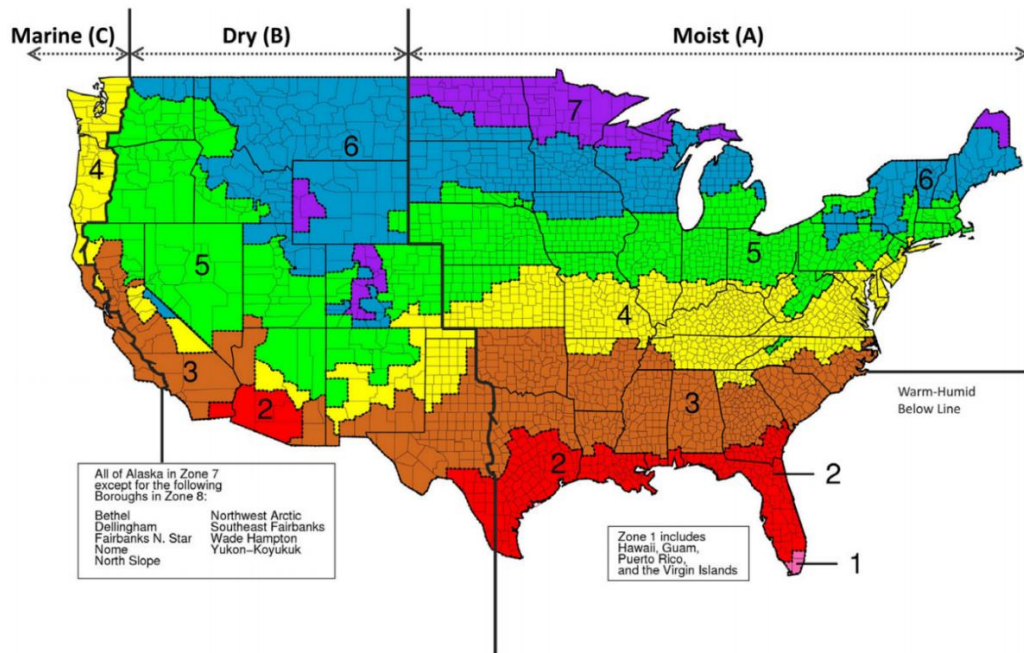 Marine (C)
Dry (B)
Moist (A)
7
6
6
4
5
5
4
3
3
2
2
2
1
Warm-Humid
Below Line
All of Alaska in Zone 7
except for the following
Boroughs in Zone 8:
Bethel
Dellingham
Fairbanks N. Star
Nome
North Slope
Northwest Arctic
Southeast Fairbanks
Wade Hampton
Yukon-Koyukuk
Zone 1 includes
Hawaii, Guam,
Puerto Rico,
and the Virgin Islands